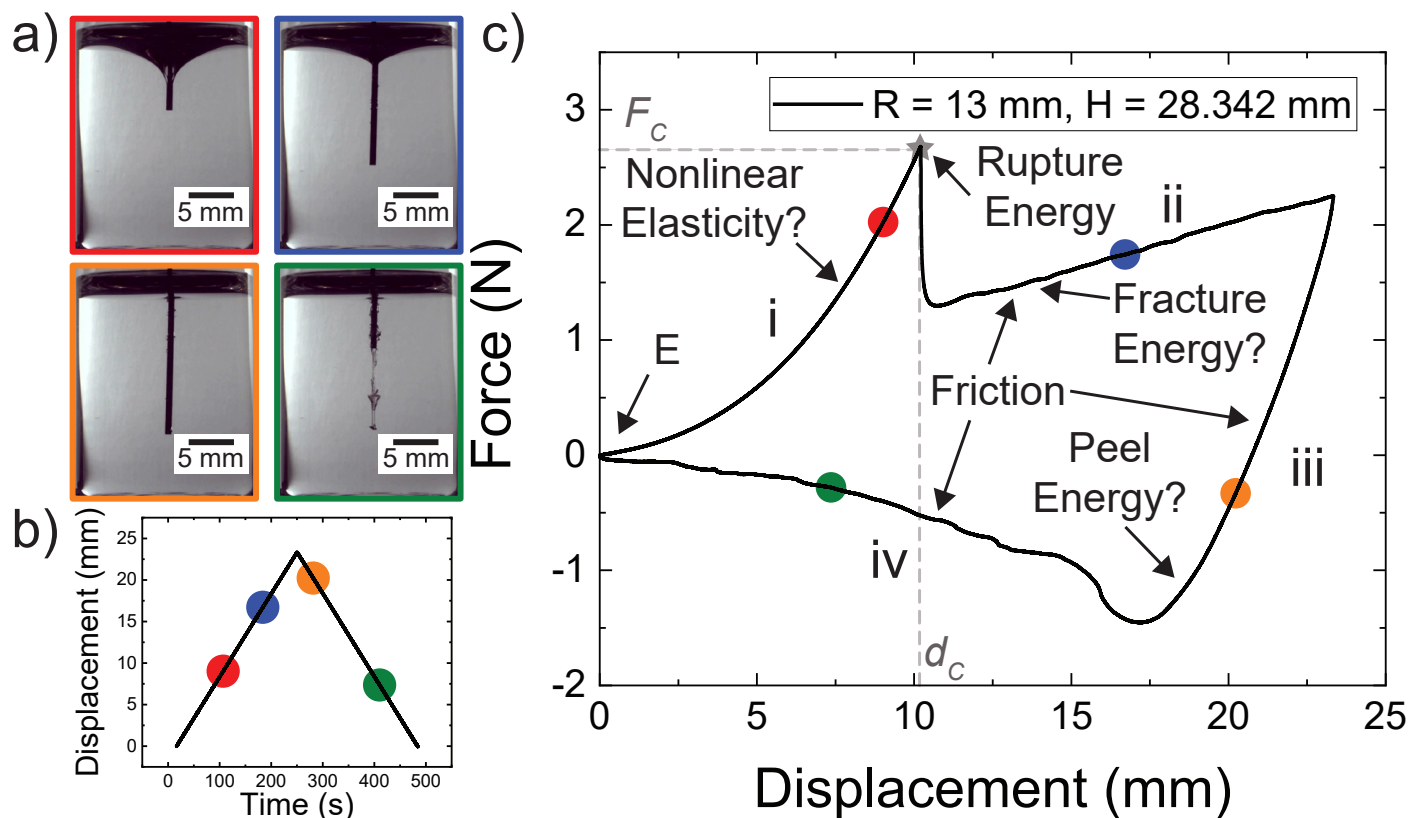 a)
5 mm
5 mm
5 mm
5 mm
b)
Displacement (mm)
25
20
15
10
5
0
0
100
200
300
400
500
Time (s)
c)
Force (N)
3
2
1
0
-1
-2
R = 13 mm, H = 28.342 mm
F_C
Nonlinear
Elasticity?
Rupture
Energy
i
ii
E
Fracture
Energy?
Friction
Peel
Energy?
iii
iv
d_C
0
5
10
15
20
25
Displacement (mm)